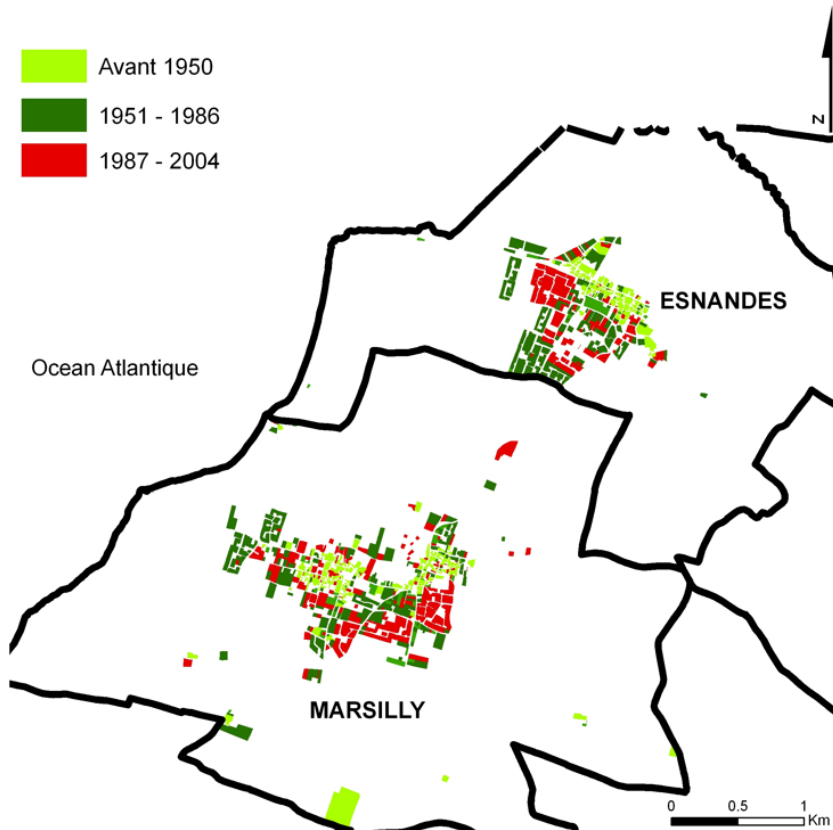 Avant 1950
1951 - 1986
1987 - 2004
N
ESNANDES
Ocean Atlantique
MARSILLY
0 0.5 1
Km